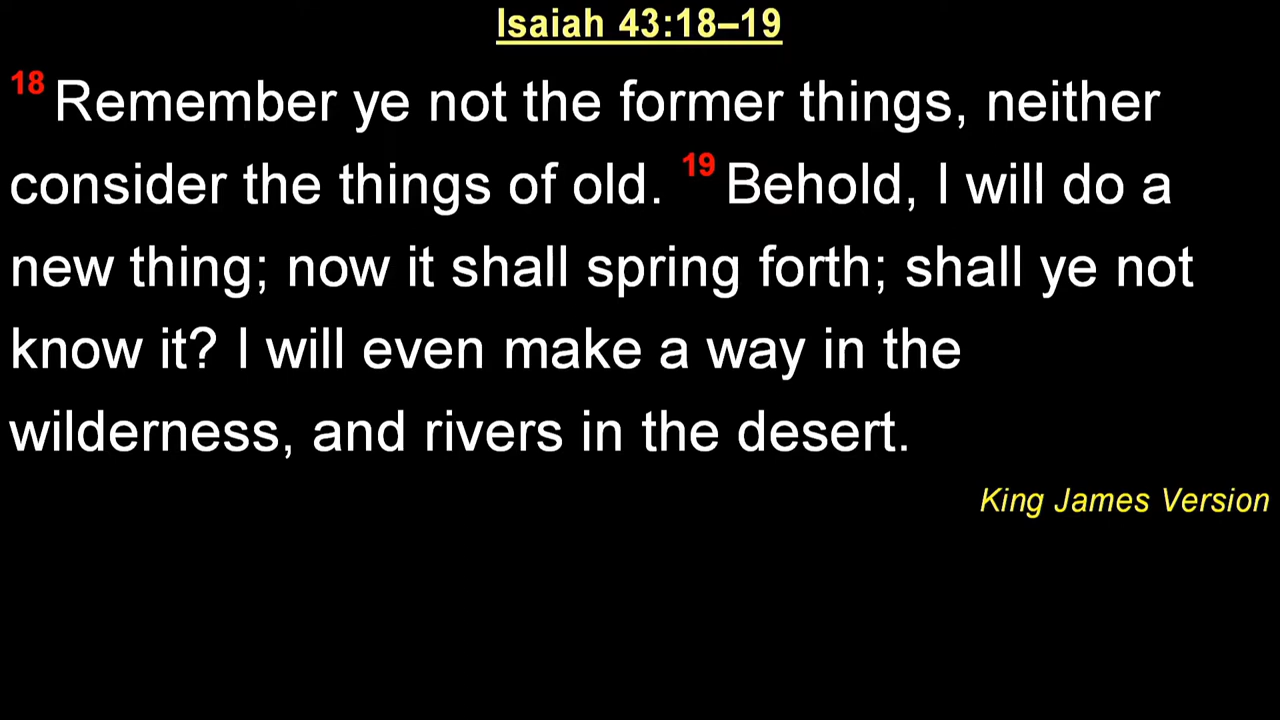 Isaiah 43:18–19
18 Remember ye not the former things, neither
consider the things of old. 19 Behold, I will do a
new thing; now it shall spring forth; shall ye not
know it? I will even make a way in the
wilderness, and rivers in the desert.
King James Version